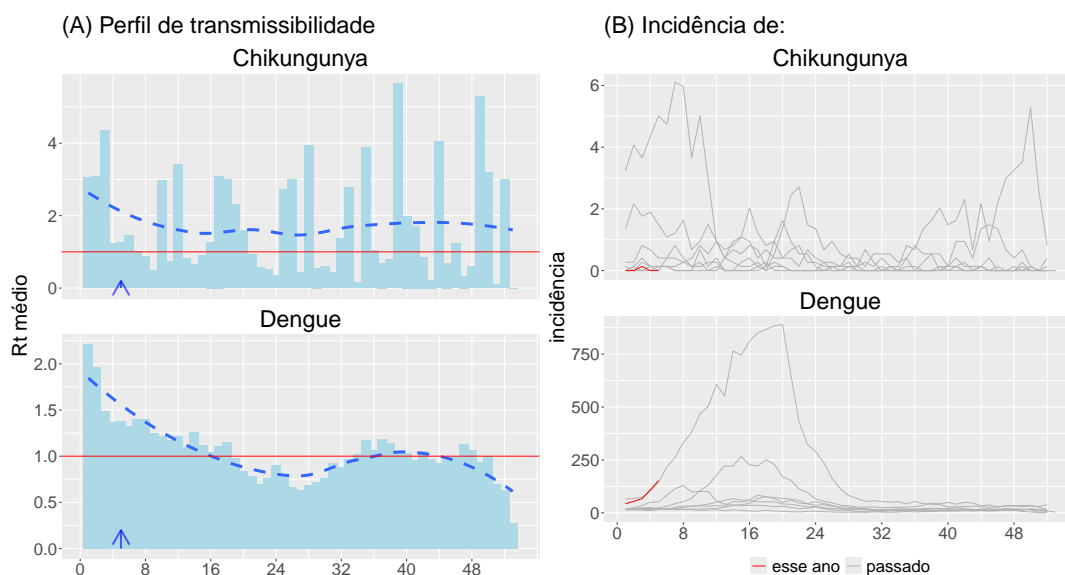 (A) Perfil de transmissibilidade
Chikungunya
4
2
0
Dengue
2.0
1.5
1.0
0.5
0.0
0 8 16 24 32 40 48
Rt médio
(B) Incidência de:
Chikungunya
6
4
2
0
Dengue
750
500
250
0
0 8 16 24 32 40 48
incidência
esse ano passado